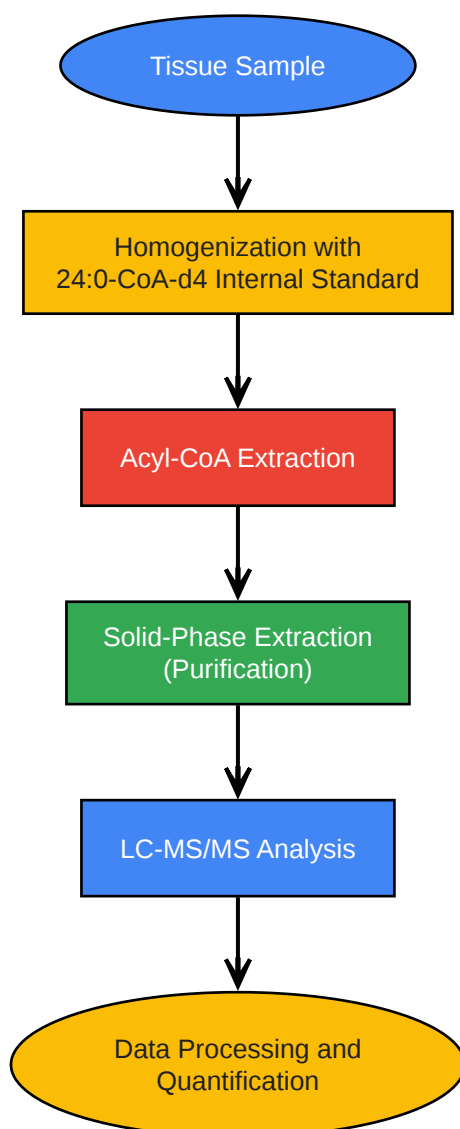 Tissue Sample
Homogenization with
24:0-CoA-d4 Internal Standard
Acyl-CoA Extraction
Solid-Phase Extraction
(Purification)
LC-MS/MS Analysis
Data Processing and
Quantification